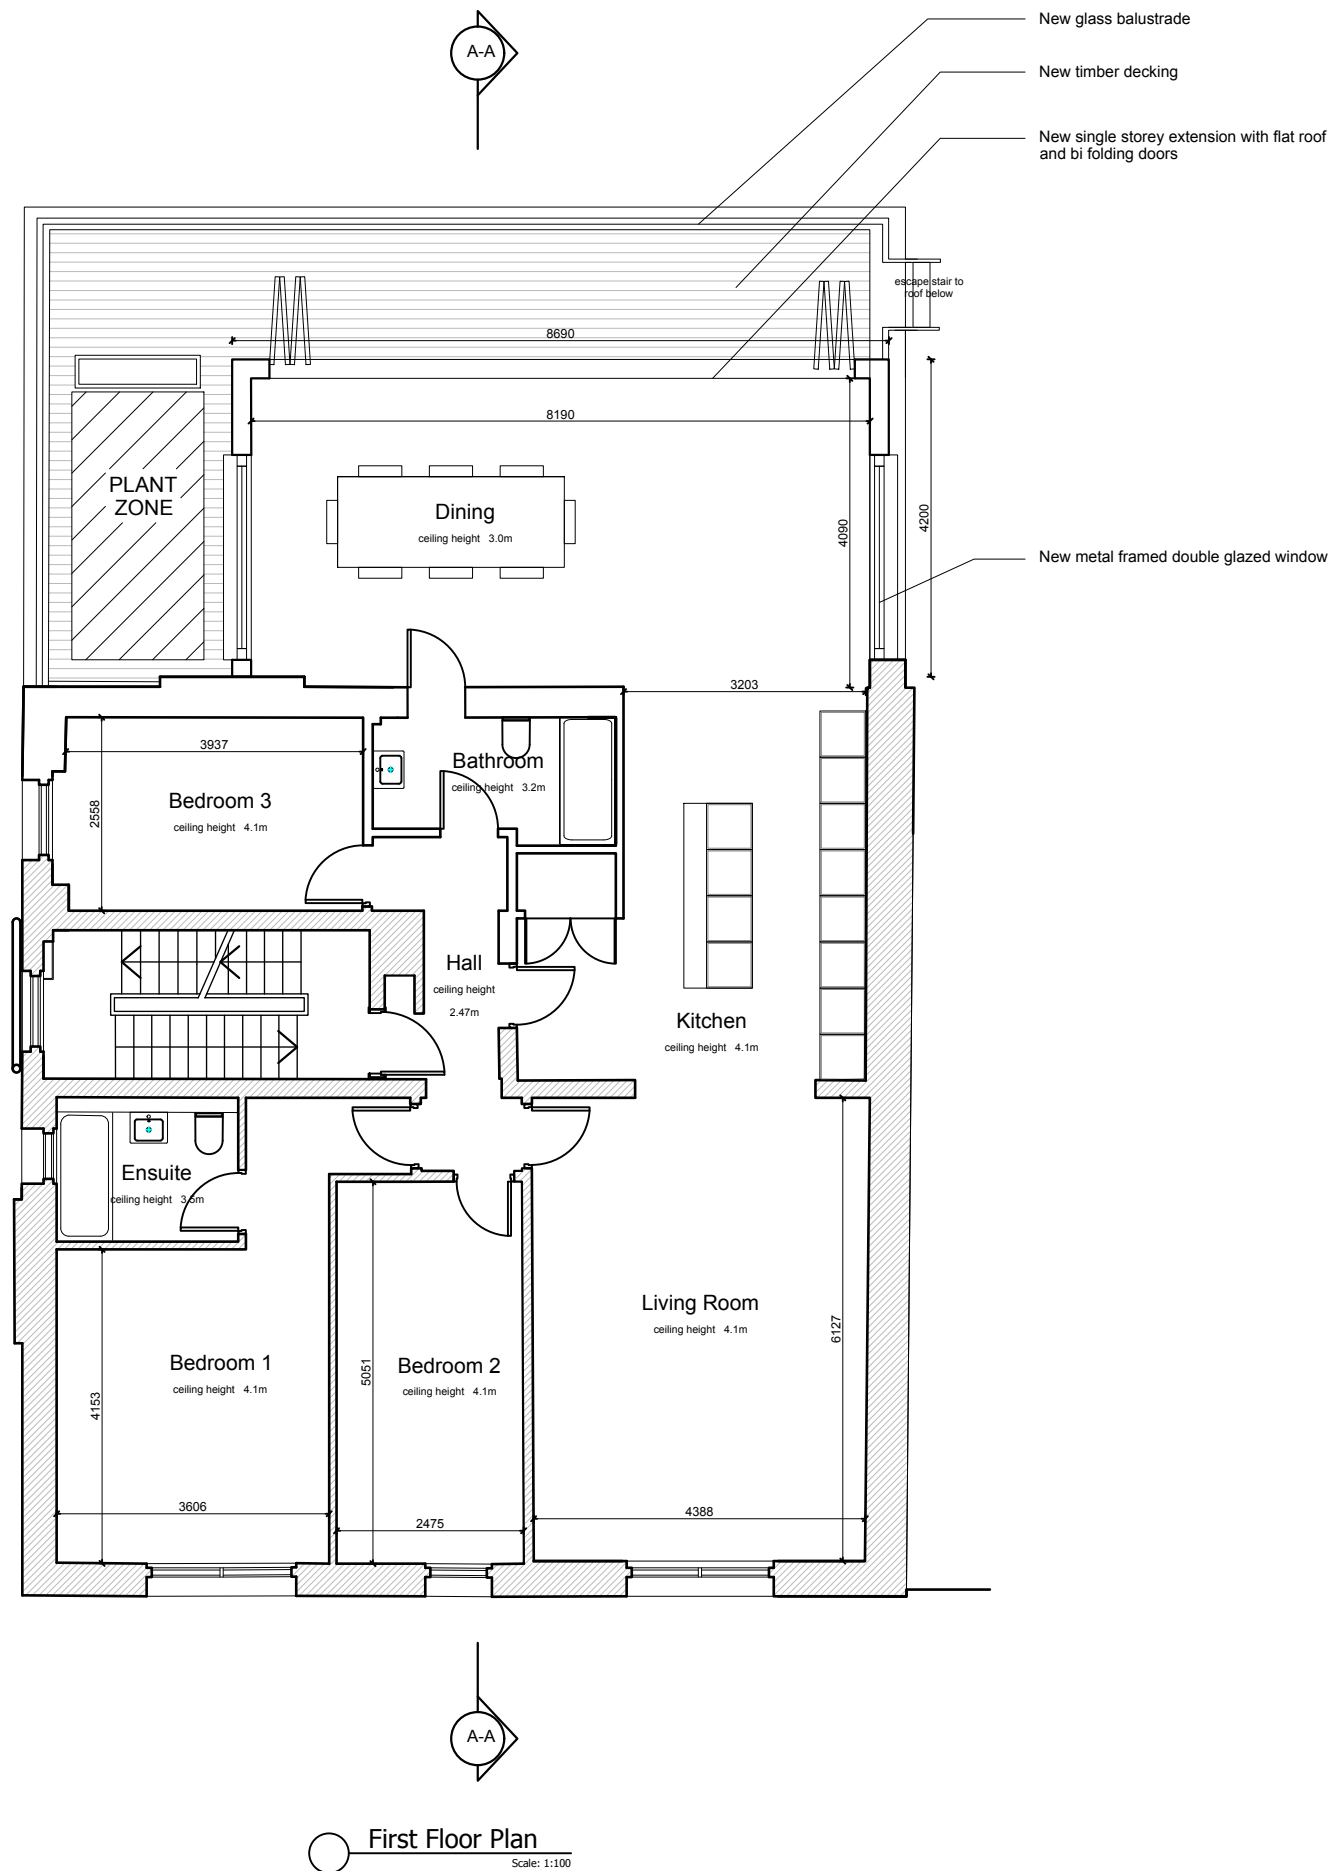 A-A
New glass balustrade
New timber decking
New single storey extension with flat roof
and bi folding doors
escape stair to
roof below
8690
8190
PLANT
ZONE
Dining
ceiling height 3.0m
4090
4200
New metal framed double glazed window
3203
3937
Bathroom
ceiling height 3.2m
Bedroom 3
ceiling height 4.1m
2558
Hall
ceiling height
2.47m
Kitchen
ceiling height 4.1m
Ensuite
ceiling height 3.5m
Living Room
ceiling height 4.1m
6127
Bedroom 1
ceiling height 4.1m
4153
Bedroom 2
ceiling height 4.1m
5051
3606
2475
4388
A-A
First Floor Plan
Scale: 1:100